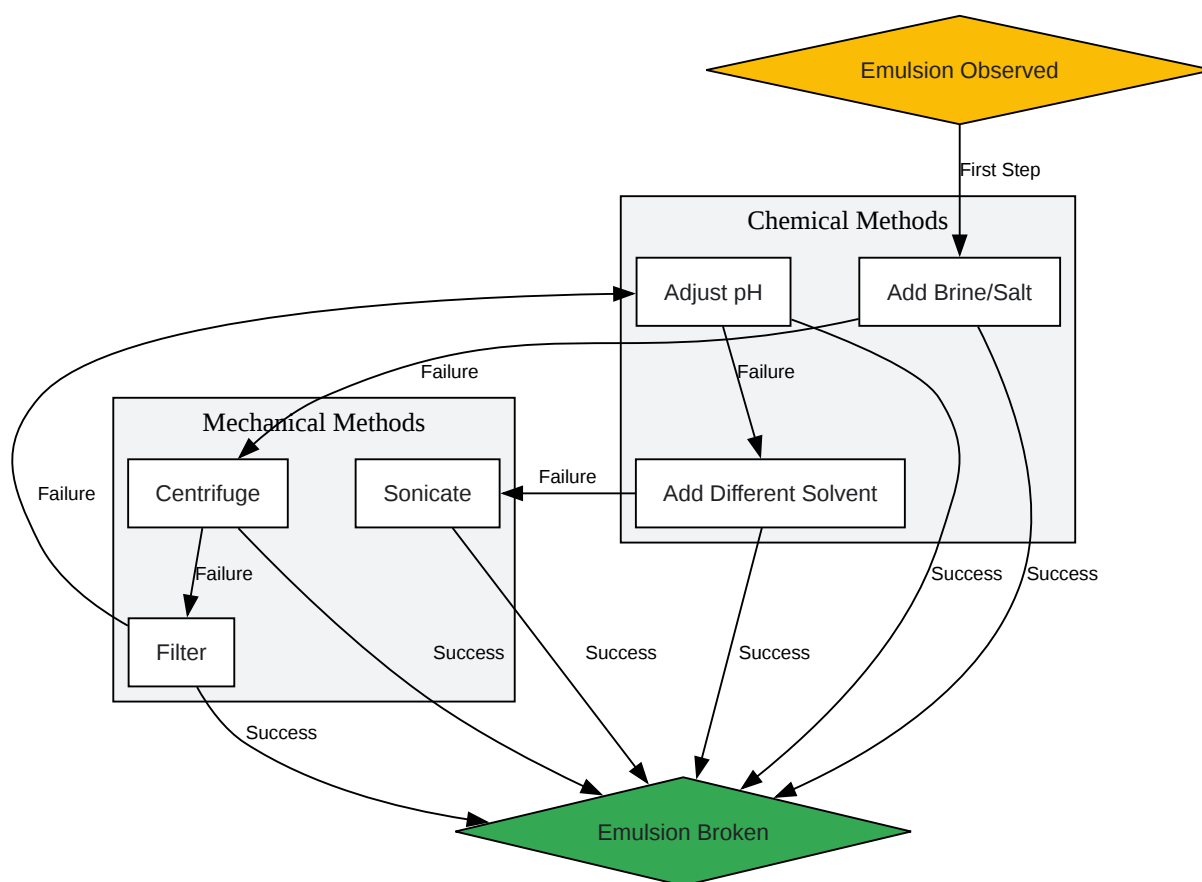 Emulsion Observed
First Step
Chemical Methods
Adjust pH
Add Brine/Salt
Failure
Failure
Mechanical Methods
Centrifuge
Sonicate
Failure
Add Different Solvent
Failure
Failure
Success
Success
Filter
Success
Success
Success
Success
Emulsion Broken